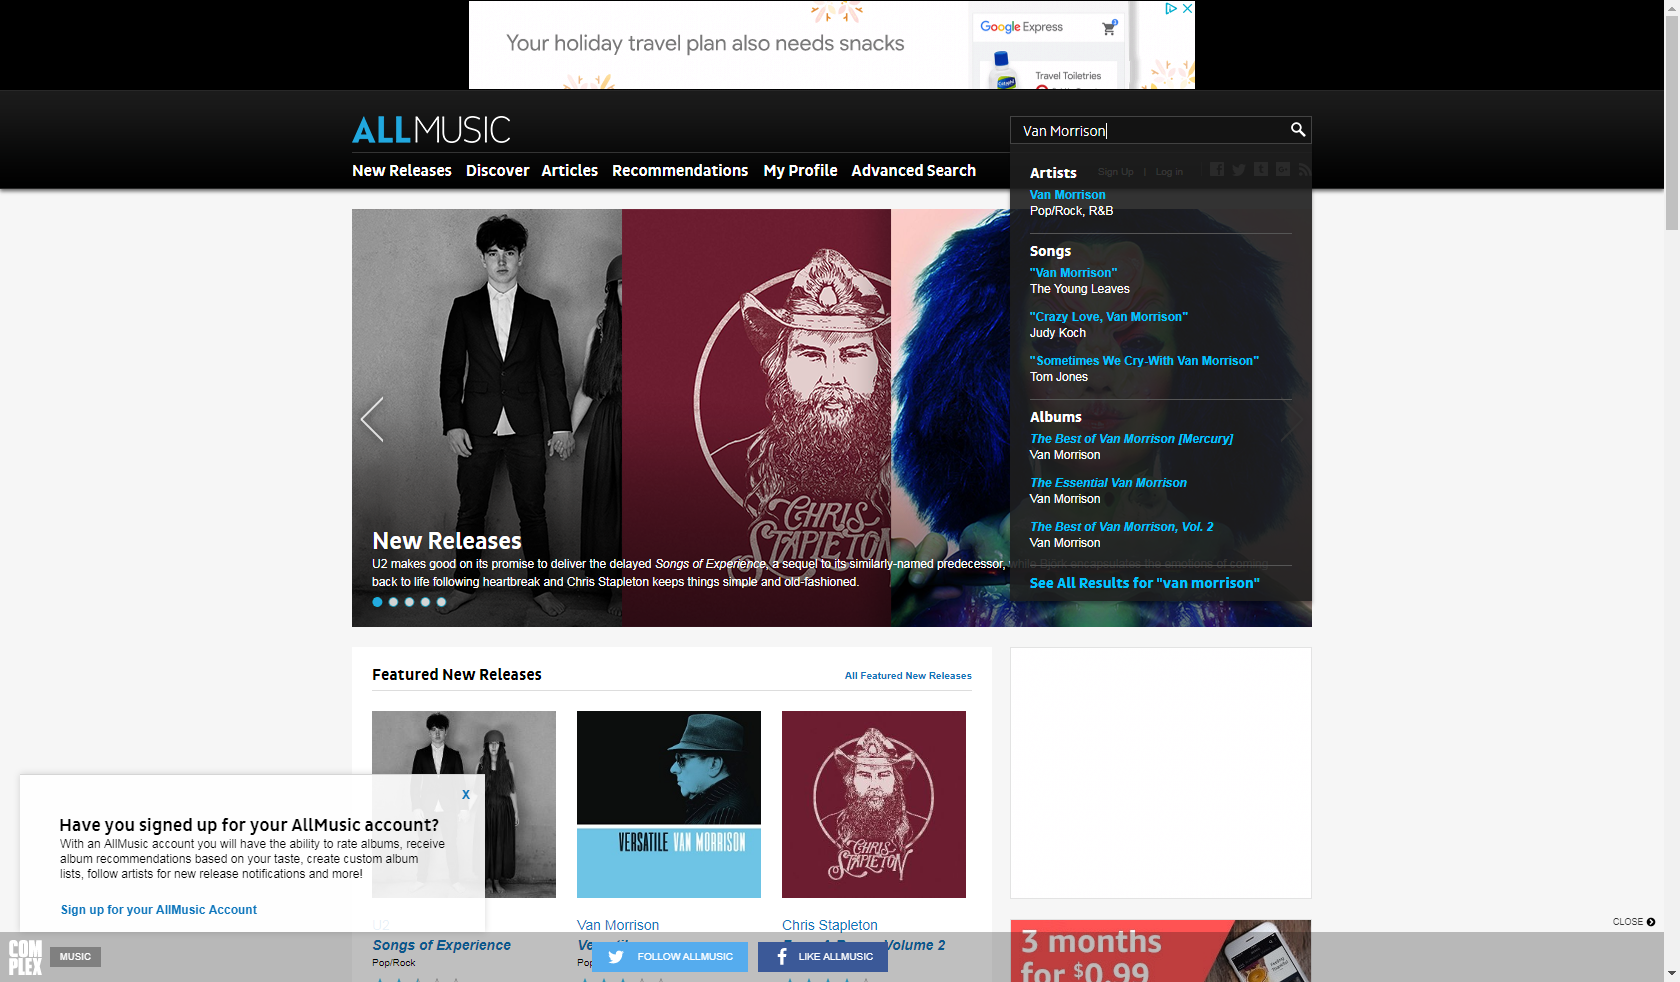 Your holiday travel plan also needs snacks
Google Express
Travel Toiletries
ALLMUSIC
Van Morrison
New Releases
Discover
Articles
Recommendations
My Profile
Advanced Search
Sign Up | Log in
Artists
Van Morrison
Pop/Rock, R&B
Songs
"Van Morrison"
The Young Leaves
"Crazy Love, Van Morrison"
Judy Koch
"Sometimes We Cry-With Van Morrison"
Tom Jones
Albums
The Best of Van Morrison [Mercury]
Van Morrison
The Essential Van Morrison
Van Morrison
The Best of Van Morrison, Vol. 2
Van Morrison
See All Results for "van morrison"
CHRIS
STAPLETON
New Releases
U2 makes good on its promise to deliver the delayed Songs of Experience, a sequel to its similarly-named predecessor, while Björk encapsulates the emotions of coming
back to life following heartbreak and Chris Stapleton keeps things simple and old-fashioned.
Featured New Releases
All Featured New Releases
VERSATILE VAN MORRISON
CHRIS
STAPLETON
X
Have you signed up for your AllMusic account?
With an AllMusic account you will have the ability to rate albums, receive
album recommendations based on your taste, create custom album
lists, follow artists for new release notifications and more!
Sign up for your AllMusic Account
U2
Songs of Experience
Pop/Rock
Van Morrison
Chris Stapleton
Volume 2
CLOSE
COMPLEX
MUSIC
FOLLOW ALLMUSIC
LIKE ALLMUSIC
3 months
for $0.99